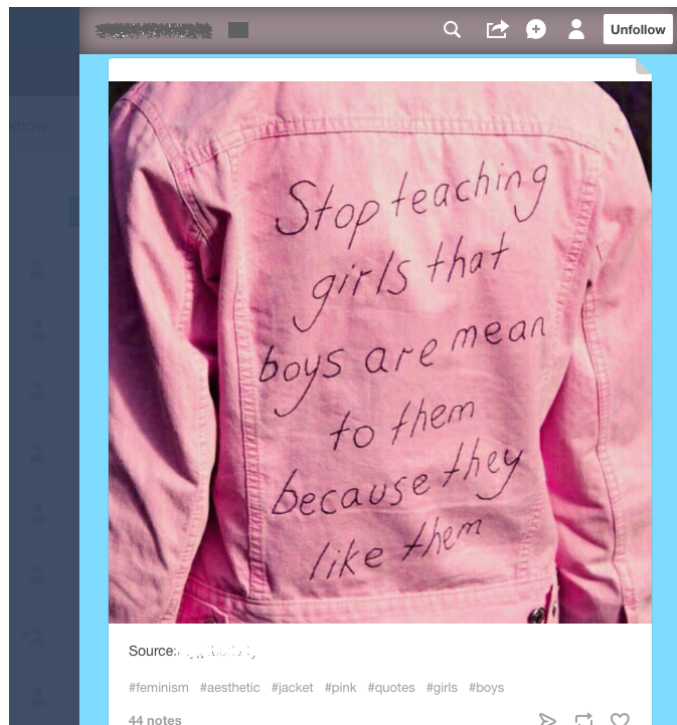 Unfollow
Stop teaching
girls that
boys are mean
to them
because they
like them
Source:
#feminism #aesthetic #jacket #pink #quotes #girls #boys
44 notes